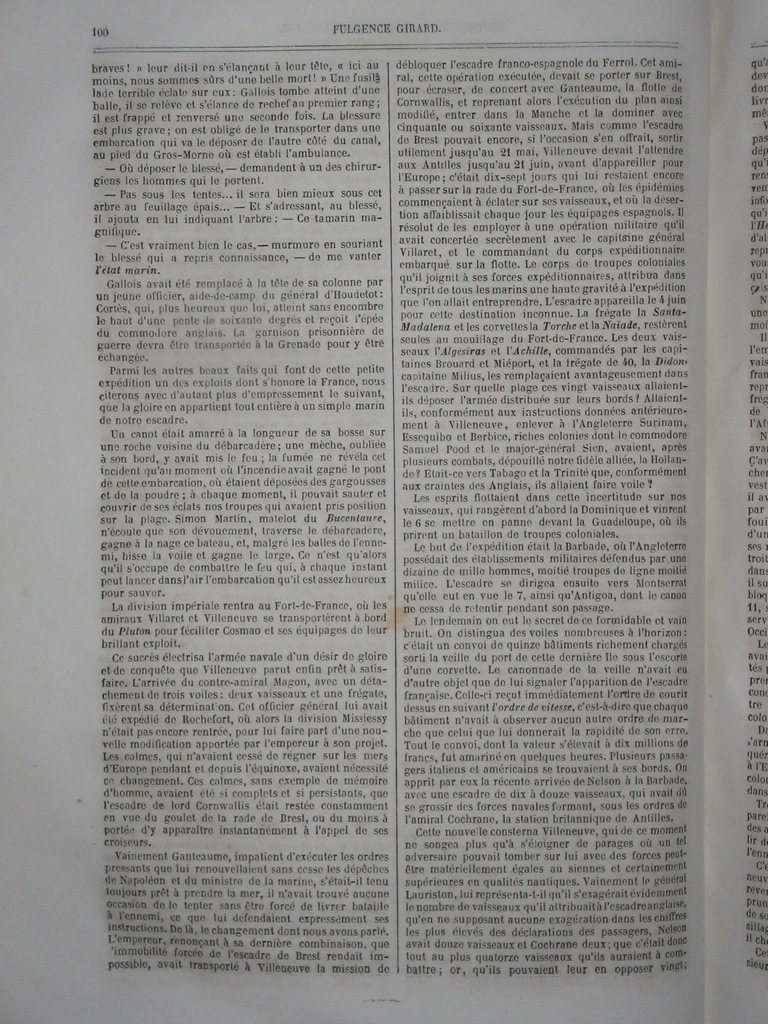 100
FULGENCE GIRARD.
braves! » leur dit-il en s'élançant à leur tête, « ici au
moins, nous sommes sûrs d'une belle mort! » Une fusil
lade terrible éclate sur eux: Gallois tombe atteint d'une
balle, il se relève et s'élance de rechef au premier rang;
il est frappé et renversé une seconde fois. La blessure
est plus grave; on est obligé de le transporter dans une
embarcation qui va le déposer de l'autre côté du canal,
au pied du Gros-Morne où est établi l'ambulance.
— Où déposer le blessé,— demandent à un des chirur-
giens les hommes qui le portent.
— Pas sous les tentes... il sera bien mieux sous cet
arbre au feuillage épais... — Et s'adressant, au blessé,
il ajouta en lui indiquant l'arbre: — Ce tamarin ma-
gnifique.
— C'est vraiment bien le cas,— murmure en souriant
le blessé qui a repris connaissance, — de me vanter
l'état marin.
Gallois avait été remplacé à la tête de sa colonne par
un jeune officier, aide-de-camp du général d'Houdetot:
Cortès, qui, plus heureux que lui, atteint sans encombre
le haut d'une pente de soixante degrés et reçoit l'épée
du commodore anglais. La garnison prisonnière de
guerre devra être transportée à la Grenade pour y être
échangée.
Parmi les autres beaux faits qui font de cette petite
expédition un des exploits dont s'honore la France, nous
citerons avec d'autant plus d'empressement le suivant,
que la gloire en appartient tout entière à un simple marin
de notre escadre.
Un canot était amarré à la longueur de sa bosse sur
une roche voisine du débarcadère; une mèche, oubliée
à son bord, y avait mis le feu; la fumée ne révéla cet
incident qu'au moment où l'incendie avait gagné le pont
de cette embarcation, où étaient déposées des gargousses
et de la poudre; à chaque moment, il pouvait sauter et
couvrir de ses éclats nos troupes qui avaient pris position
sur la plage. Simon Martin, matelot du Bucentaure,
n'écoute que son dévouement, traverse le débarcadère,
gagne à la nage ce bateau, et, malgré les balles de l'enne-
mi, hisse la voile et gagne le large. Ce n'est qu'alors
qu'il s'occupe de combattre le feu qui, à chaque instant
peut lancer dans l'air l'embarcation qu'il est assez heureux
pour sauver.
La division impériale rentra au Fort-de-France, où les
amiraux Villaret et Villeneuve se transportèrent à bord
du Pluton pour féliciter Cosmao et ses équipages de leur
brillant exploit.
Ce succès électrisa l'armée navale d'un désir de gloire
et de conquête que Villeneuve parut enfin prêt à satis-
faire. L'arrivée du contre-amiral Magon, avec un déta-
chement de trois voiles: deux vaisseaux et une frégate,
fixèrent sa détermination. Cet officier général lui avait
été expédié de Rochefort, où alors la division Missiessy
n'était pas encore rentrée, pour lui faire part d'une nou-
velle modification apportée par l'empereur à son projet.
Les calmes, qui n'avaient cessé de régner sur les mers
d'Europe pendant et depuis l'équinoxe, avaient nécessité
ce changement. Ces calmes, sans exemple de mémoire
d'homme, avaient été si complets et si persistants, que
l'escadre de lord Cornwallis était restée constamment
en vue du goulet de la rade de Brest, ou du moins à
portée d'y apparaître instantanément à l'appel de ses
croiseurs.
Vainement Ganteaume, impatient d'exécuter les ordres
pressants que lui renouvellaient sans cesse les dépêches
de Napoléon et du ministre de la marine, s'était-il tenu
toujours prêt à prendre la mer, il n'avait trouvé aucune
occasion de le tenter sans être forcé de livrer bataille
à l'ennemi, ce que lui défendaient expressément ses
instructions. De là, le changement dont nous avons parlé.
L'empereur, renonçant à sa dernière combinaison, que
'immobilité forcée de l'escadre de Brest rendait im-
possible, avait transporté à Villeneuve la mission de
débloquer l'escadre franco-espagnole du Ferrol. Cet ami-
ral, cette opération exécutée, devait se porter sur Brest,
pour écraser, de concert avec Ganteaume, la flotte de
Cornwallis, et reprenant alors l'exécution du plan ainsi
modifié, entrer dans la Manche et la dominer avec
cinquante ou soixante vaisseaux. Mais comme l'escadre
de Brest pouvait encore, si l'occasion s'en offrait, sortir
utilement jusqu'au 21 mai, Villeneuve devait l'attendre
aux Antilles jusqu'au 21 juin, avant d'appareiller pour
l'Europe; c'était dix-sept jours qui lui restaient encore
à passer sur la rade du Fort-de-France, où les épidémies
commençaient à éclater sur ses vaisseaux, et où la déser-
tion affaiblissait chaque jour les équipages espagnols. Il
résolut de les employer à une opération militaire qu'il
avait concertée secrètement avec le capitaine général
Villaret, et le commandant du corps expéditionnaire
embarqué sur la flotte. Le corps de troupes coloniales
qu'il joignit à ses forces expéditionnaires, attribua dans
l'esprit de tous les marins une haute gravité à l'expédition
que l'on allait entreprendre. L'escadre appareilla le 4 juin
pour cette destination inconnue. La frégate la Santa-
Madalena et les corvettes la Torche et la Naïade, restèrent
seules au mouillage du Fort-de-France. Les deux vais-
seaux l'Algésiras et l'Achille, commandés par les capi-
taines Brouard et Miéport, et la frégate de 40, la Didon,
capitaine Milius, les remplaçaient avantageusement dans
l'escadre. Sur quelle plage ces vingt vaisseaux allaient-
ils déposer l'armée distribuée sur leurs bords? Allaient-
ils, conformément aux instructions données antérieure-
ment à Villeneuve, enlever à l'Angleterre Surinam,
Essequibo et Berbice, riches colonies dont le commodore
Samuel Pood et le major-général Sien, avaient, après
plusieurs combats, dépouillé notre fidèle alliée, la Hollan-
de? Etait-ce vers Tabago et la Trinité que, conformément
aux craintes des Anglais, ils allaient faire voile?
Les esprits flottaient dans cette incertitude sur nos
vaisseaux, qui rangèrent d'abord la Dominique et vinrent
le 6 se mettre en panne devant la Guadeloupe, où ils
prirent un bataillon de troupes coloniales.
Le but de l'expédition était la Barbade, où l'Angleterre
possédait des établissements militaires défendus par une
dizaine de mille hommes, moitié troupes de ligne moitié
milice. L'escadre se dirigea ensuite vers Montserrat
qu'elle eut en vue le 7, ainsi qu'Antigoa, dont le canon
ne cessa de retentir pendant son passage.
Le lendemain on eut le secret de ce formidable et vain
bruit. On distingua des voiles nombreuses à l'horizon:
c'était un convoi de quinze bâtiments richement chargés
sorti la veille du port de cette dernière île sous l'escorte
d'une corvette. Le canonnade de la veille n'avait eu
d'autre objet que de lui signaler l'apparition de l'escadre
française. Celle-ci reçut immédiatement l'ordre de courir
dessus en suivant l'ordre de vitesse, c'est-à-dire que chaque
bâtiment n'avait à observer aucun autre ordre de mar-
che que celui que lui donnerait la rapidité de son erre.
Tout le convoi, dont la valeur s'élevait à dix millions de
francs, fut amariné en quelques heures. Plusieurs passa-
gers italiens et américains se trouvaient à ses bords. On
apprit par eux la récente arrivée de Nelson à la Barbade,
avec une escadre de dix à douze vaisseaux, qui avait dû
se grossir des forces navales formant, sous les ordres de
l'amiral Cochrane, la station britannique de Antilles.
Cette nouvelle consterna Villeneuve, qui de ce moment
ne songea plus qu'à s'éloigner de parages où un tel
adversaire pouvait tomber sur lui avec des forces peut-
être matériellement égales au siennes et certainement
supérieures en qualités nautiques. Vainement le général
Lauriston, lui représenta-t-il qu'il s'exagérait évidemment
le nombre de vaisseaux qu'il attribuait à l'escadre anglaise,
qu'en ne supposant aucune exagération dans les chiffres
les plus élevés des déclarations des passagers, Nelson
avait douze vaisseaux et Cochrane deux; que c'était donc
tout au plus quatorze vaisseaux qu'ils auraient à com-
battre; or, qu'ils pouvaient leur en opposer vingt;